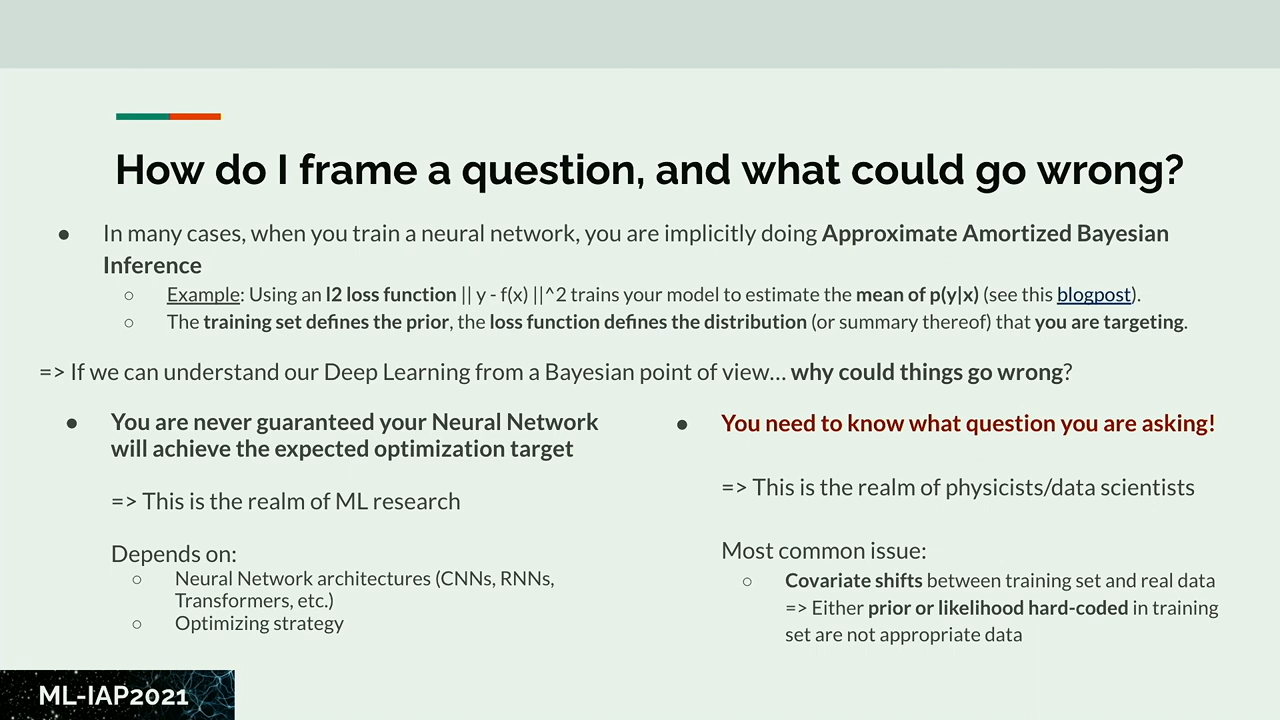 How do I frame a question, and what could go wrong?
● In many cases, when you train a neural network, you are implicitly doing Approximate Amortized Bayesian
Inference
○ Example: Using an l2 loss function || y - f(x) ||^2 trains your model to estimate the mean of p(y|x) (see this blogpost).
○ The training set defines the prior, the loss function defines the distribution (or summary thereof) that you are targeting.
=> If we can understand our Deep Learning from a Bayesian point of view... why could things go wrong?
● You are never guaranteed your Neural Network
will achieve the expected optimization target
=> This is the realm of ML research
Depends on:
○ Neural Network architectures (CNNs, RNNs,
Transformers, etc.)
○ Optimizing strategy
● You need to know what question you are asking!
=> This is the realm of physicists/data scientists
Most common issue:
○ Covariate shifts between training set and real data
=> Either prior or likelihood hard-coded in training
set are not appropriate data
ML-IAP2021